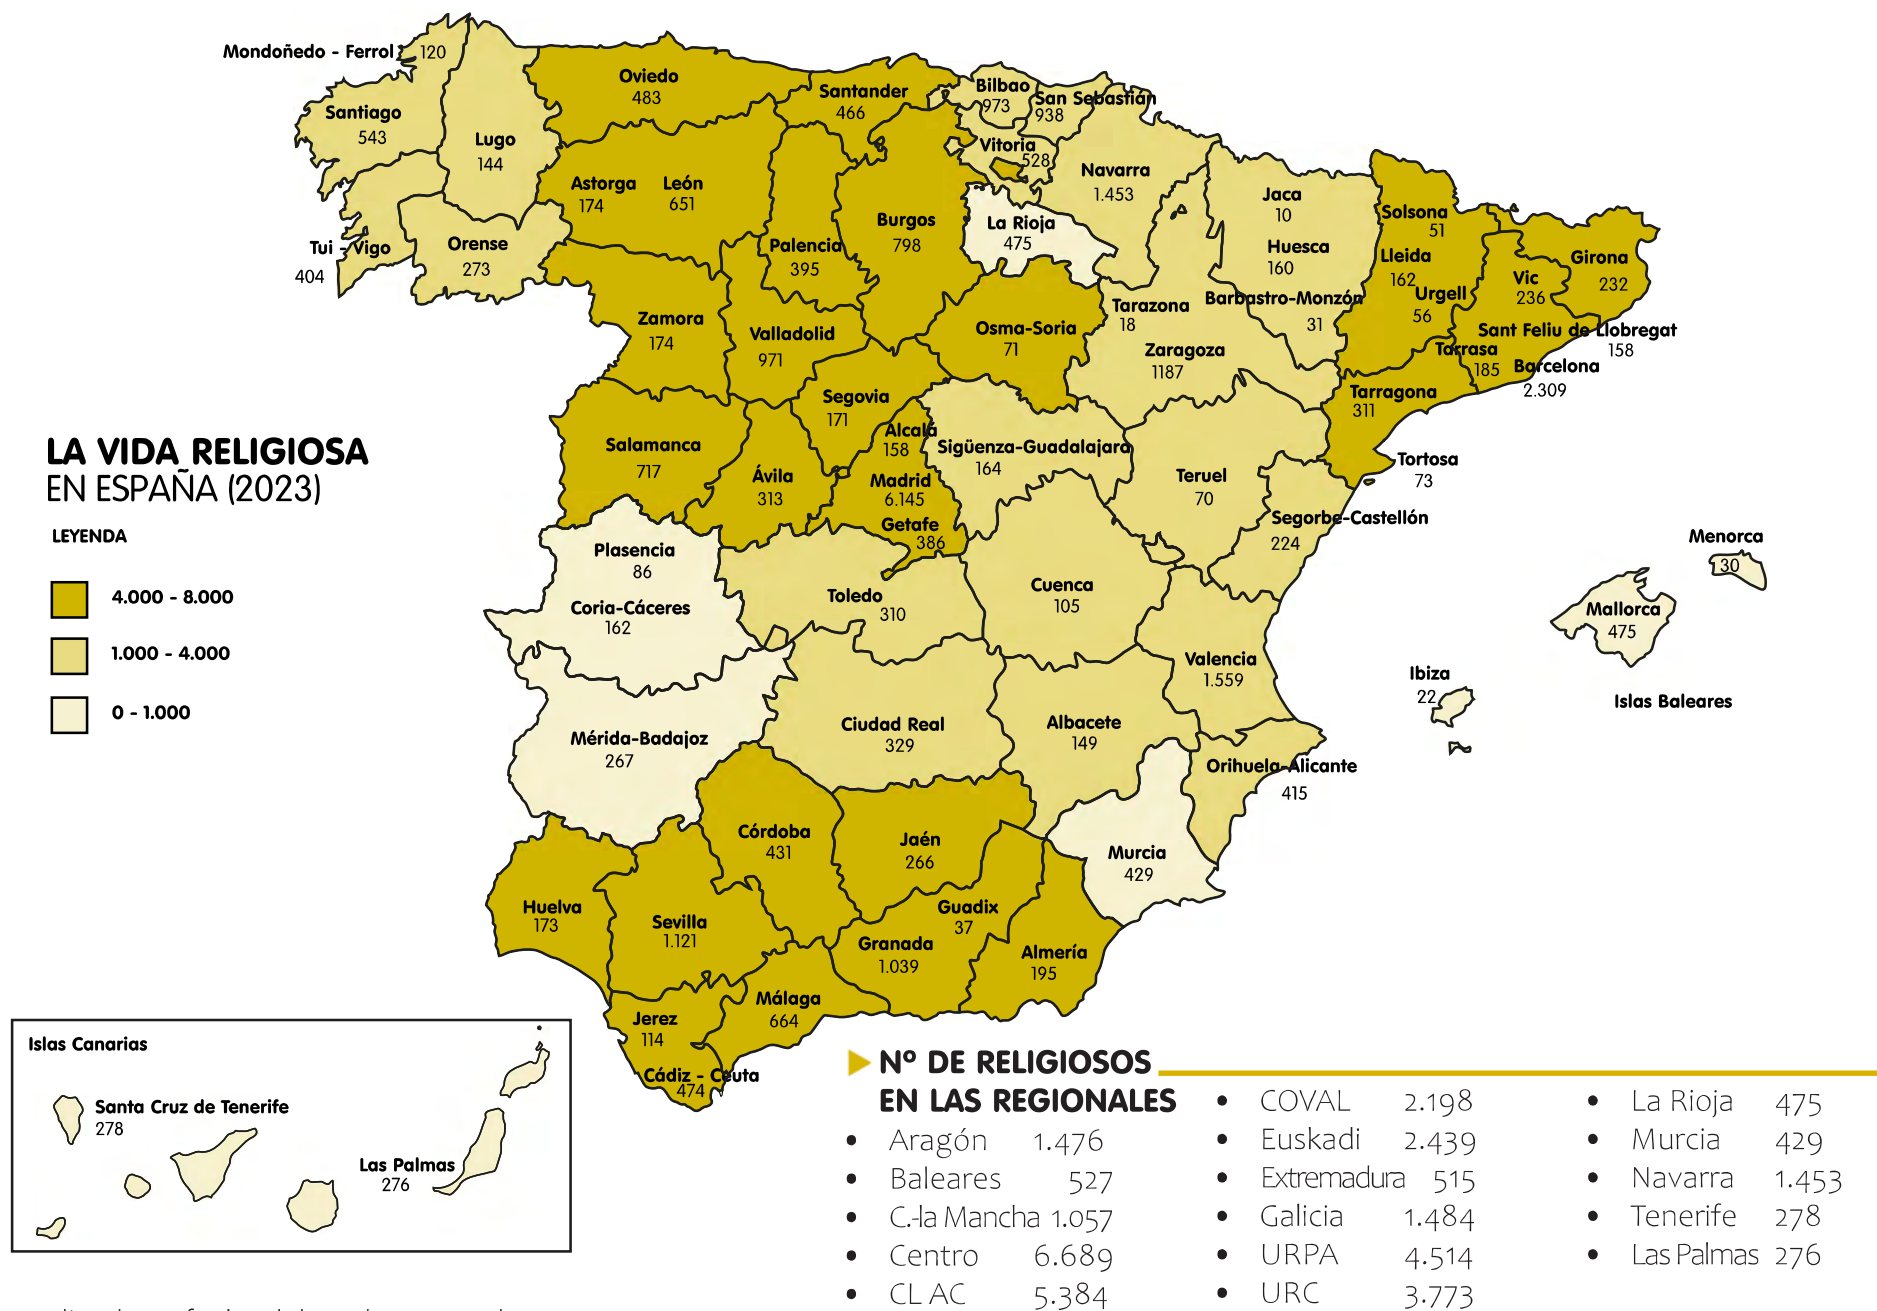 Mondoñedo - Ferrol 120
Santiago
543
Lugo
144
Tui - Vigo
404
Orense
273
Oviedo
483
Santander
466
Bilbao
973
San Sebastián
938
Vitoria
528
Navarra
1.453
Astorga
174
León
651
Palencia
395
Burgos
798
La Rioja
475
Jaca
10
Huesca
160
Barbastro-Monzón
31
Solsona
51
Lleida
162
Urgell
56
Vic
236
Girona
232
Sant Feliu de Llobregat
158
Tarrasa
185
Barcelona
2.309
Tarragona
311
Tortosa
73
Zamora
174
Valladolid
971
Osma-Soria
71
Tarazona
18
Zaragoza
1187
Segovia
171
Salamanca
717
Ávila
313
Alcalá
158
Madrid
6.145
Getafe
386
Sigüenza-Guadalajara
164
Teruel
70
Segorbe-Castellón
224
LA VIDA RELIGIOSA
EN ESPAÑA (2023)
LEYENDA
4.000 - 8.000
1.000 - 4.000
0 - 1.000
Plasencia
86
Coria-Cáceres
162
Toledo
310
Cuenca
105
Valencia
1.559
Menorca
30
Mallorca
475
Ibiza
22
Islas Baleares
Mérida-Badajoz
267
Ciudad Real
329
Albacete
149
Orihuela-Alicante
415
Murcia
429
Córdoba
431
Jaén
266
Huelva
173
Sevilla
1.121
Guadix
37
Granada
1.039
Almería
195
Málaga
664
Jerez
114
Cádiz - Ceuta
474
Islas Canarias
Santa Cruz de Tenerife
278
Las Palmas
276
Nº DE RELIGIOSOS
EN LAS REGIONALES
• Aragón 1.476
• Baleares 527
• C.-la Mancha 1.057
• Centro 6.689
• CLAC 5.384
• COVAL 2.198
• Euskadi 2.439
• Extremadura 515
• Galicia 1.484
• URPA 4.514
• URC 3.773
• La Rioja 475
• Murcia 429
• Navarra 1.453
• Tenerife 278
• Las Palmas 276